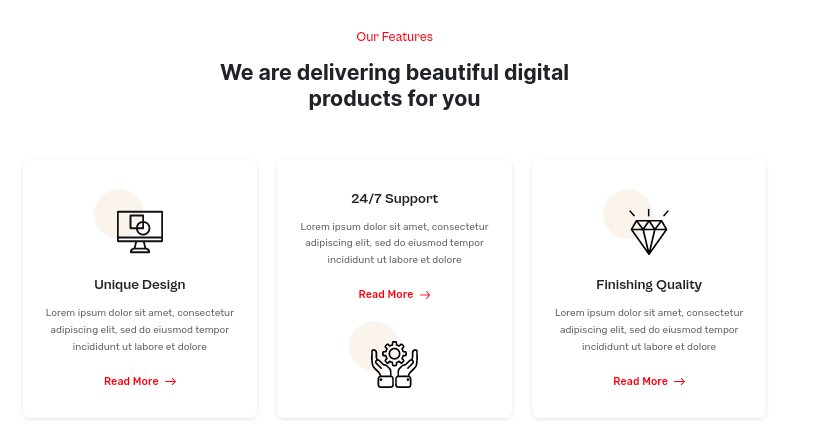 Our Features
We are delivering beautiful digital
products for you
Unique Design
Lorem ipsum dolor sit amet, consectetur
adipiscing elit, sed do eiusmod tempor
incididunt ut labore et dolore
Read More
24/7 Support
Lorem ipsum dolor sit amet, consectetur
adipiscing elit, sed do eiusmod tempor
incididunt ut labore et dolore
Read More
Finishing Quality
Lorem ipsum dolor sit amet, consectetur
adipiscing elit, sed do eiusmod tempor
incididunt ut labore et dolore
Read More